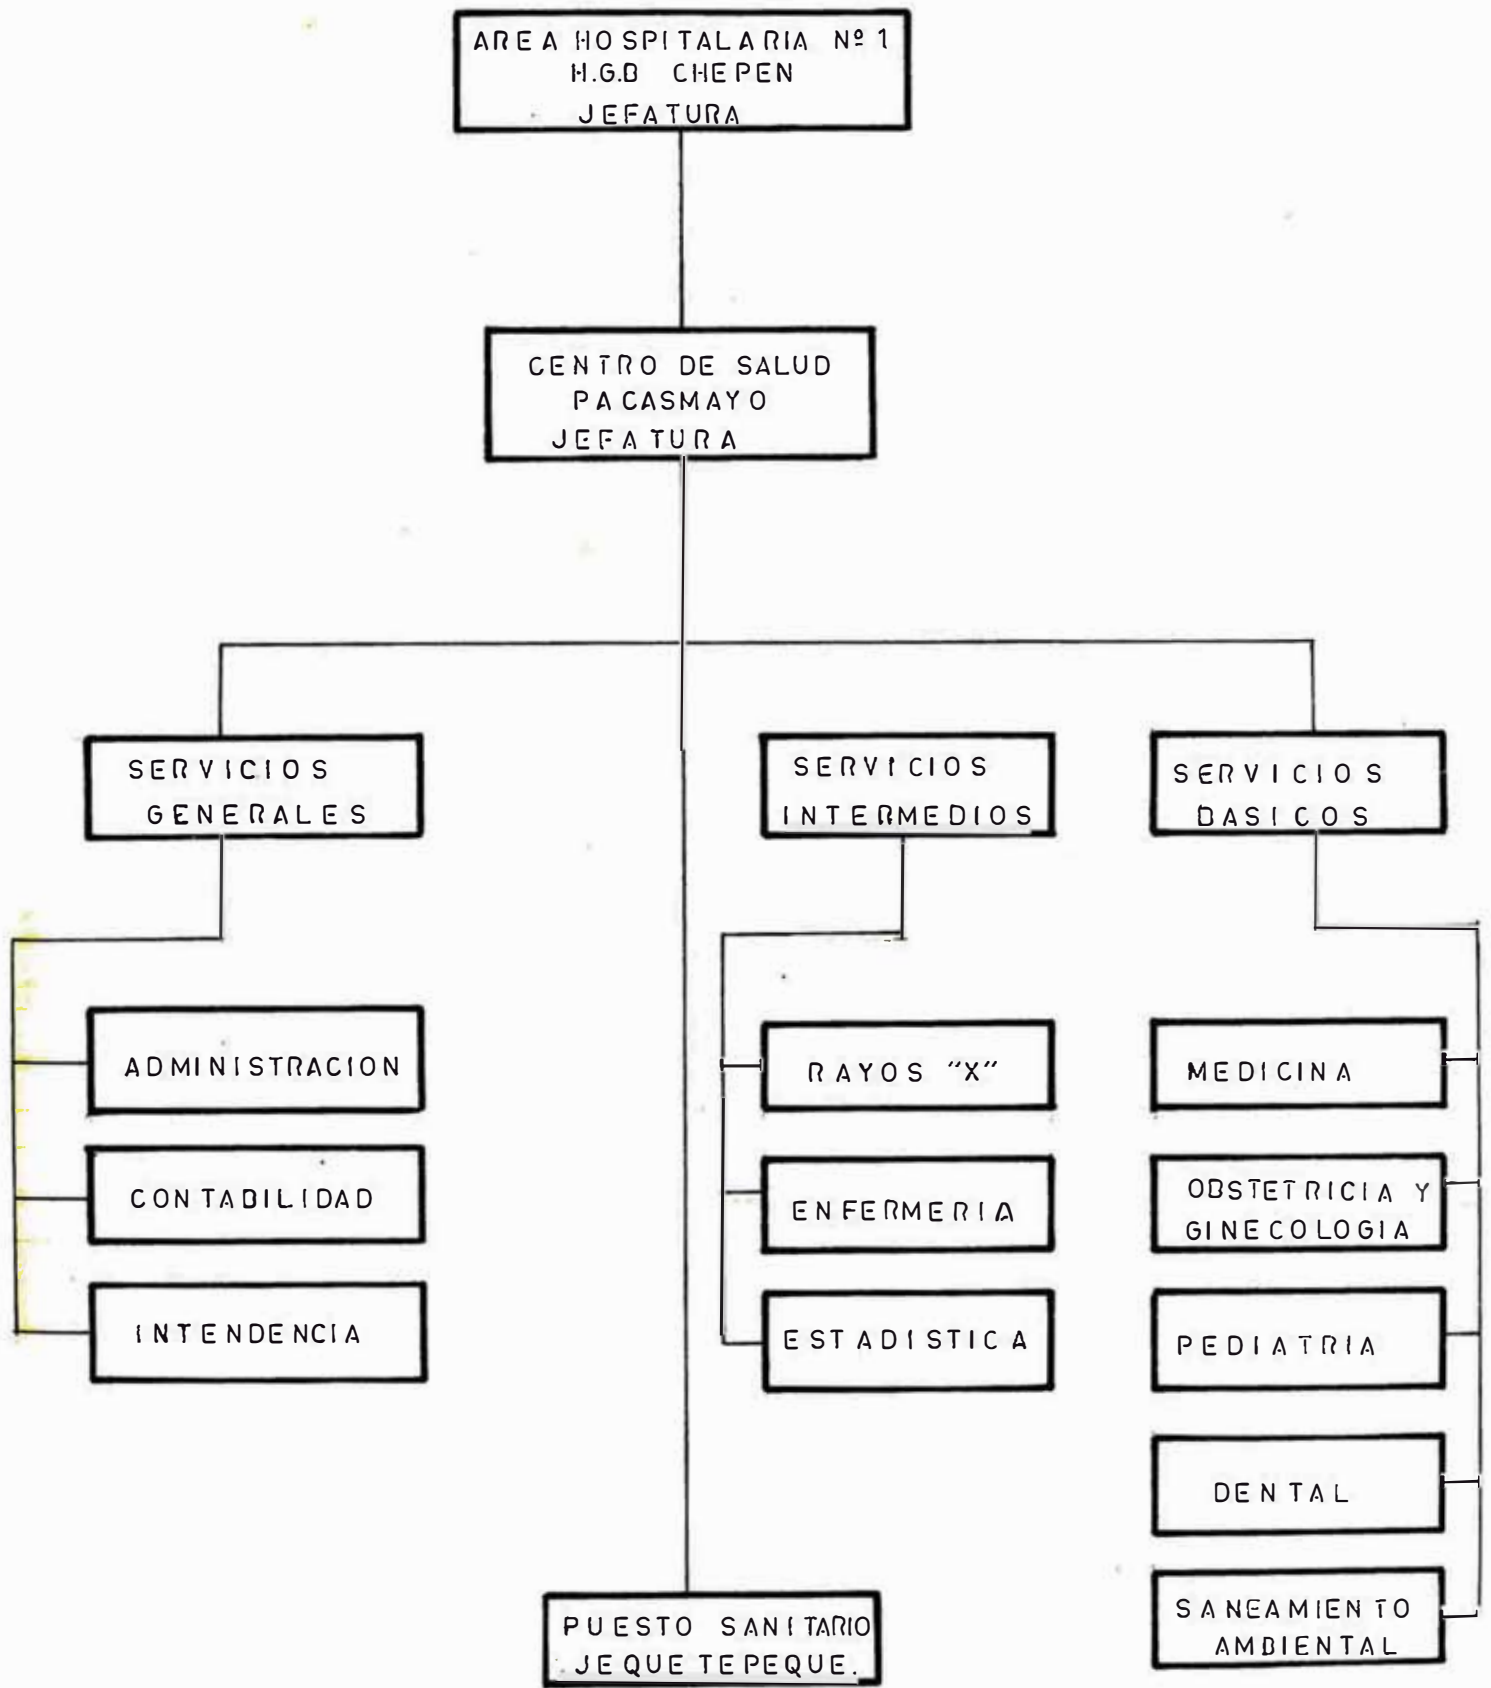 AREA HOSPITALARIA Nº 1
H.G.B CHEPEN
JEFATURA
CENTRO DE SALUD
PACASMAYO
JEFATURA
SERVICIOS
GENERALES
SERVICIOS
INTERMEDIOS
SERVICIOS
BASICOS
ADMINISTRACION
CONTABILIDAD
INTENDENCIA
RAYOS "X"
ENFERMERIA
ESTADISTICA
MEDICINA
OBSTETRICIA Y
GINECOLOGIA
PEDIATRIA
DENTAL
SANEAMIENTO
AMBIENTAL
PUESTO SANITARIO
JEQUETEPEQUE.